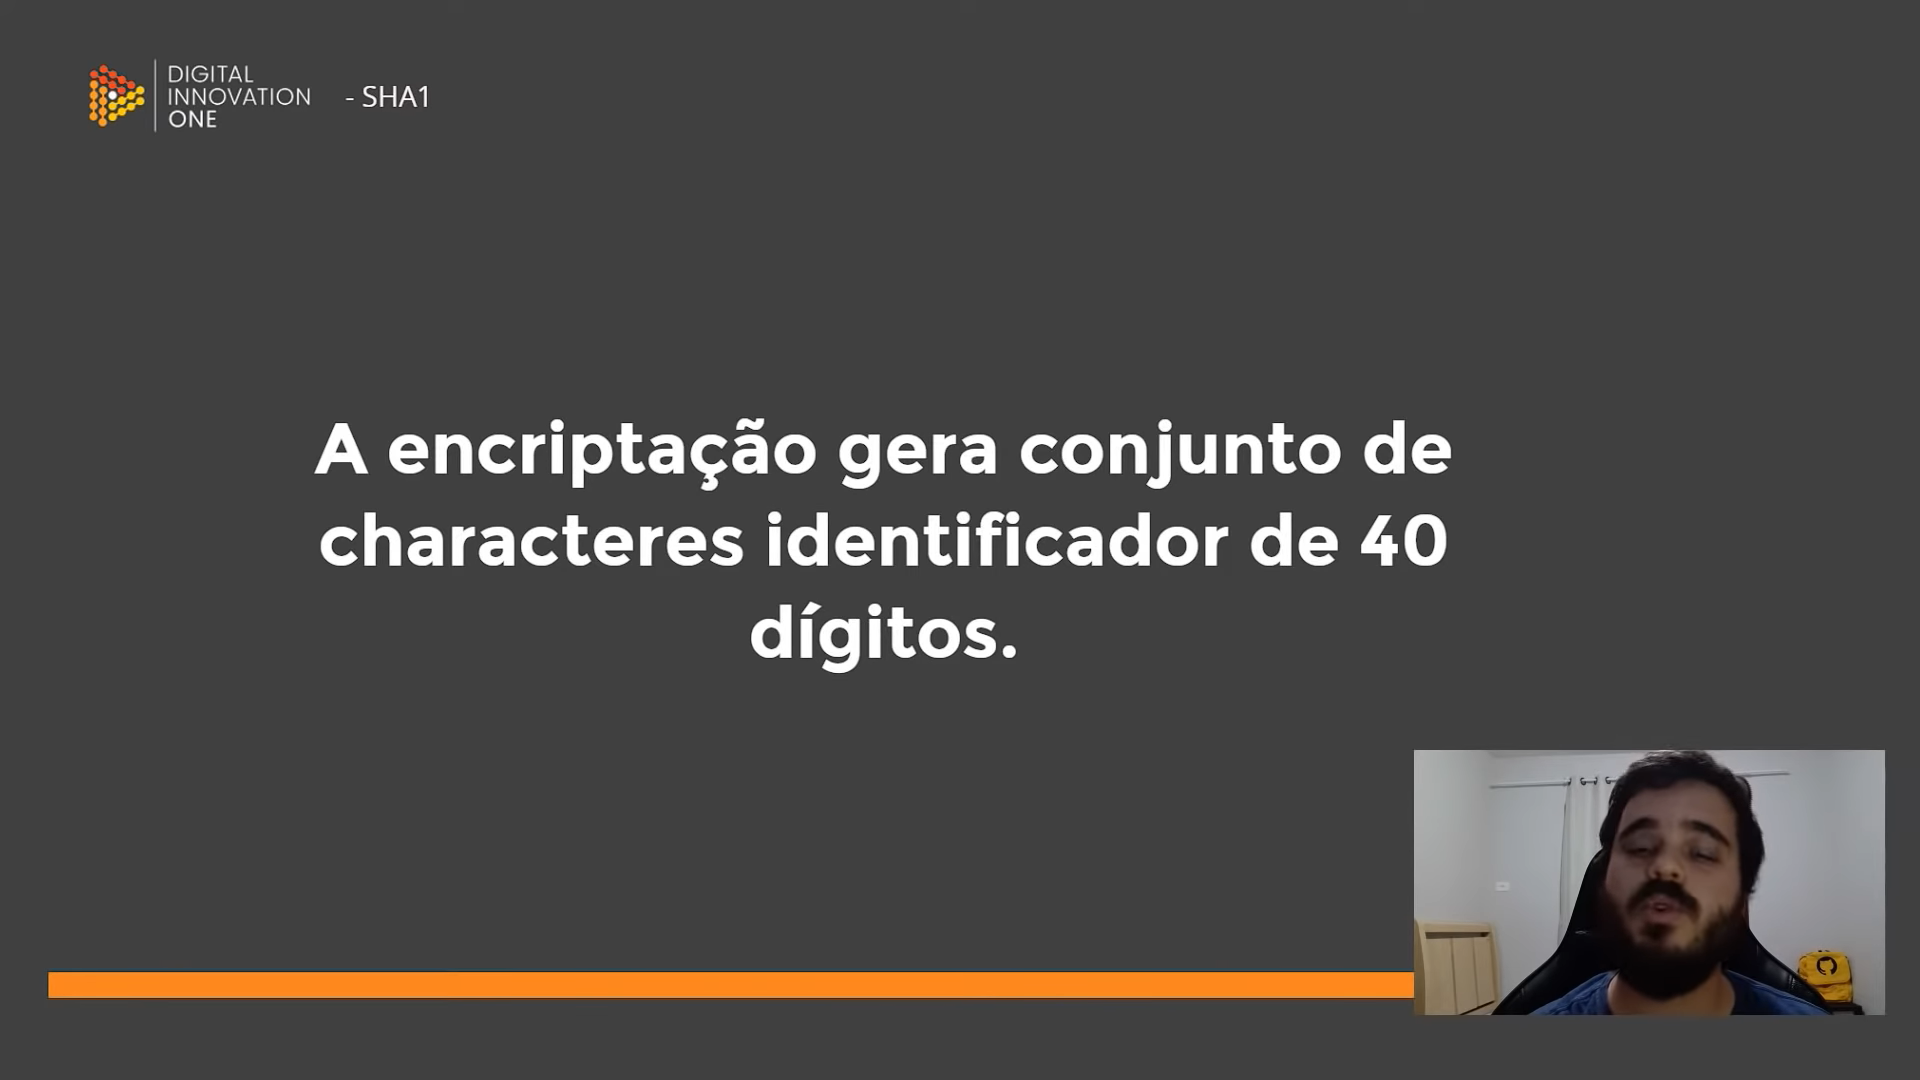 DIGITAL
INNOVATION
ONE
- SHA1
A encriptação gera conjunto de
characteres identificador de 40
dígitos.